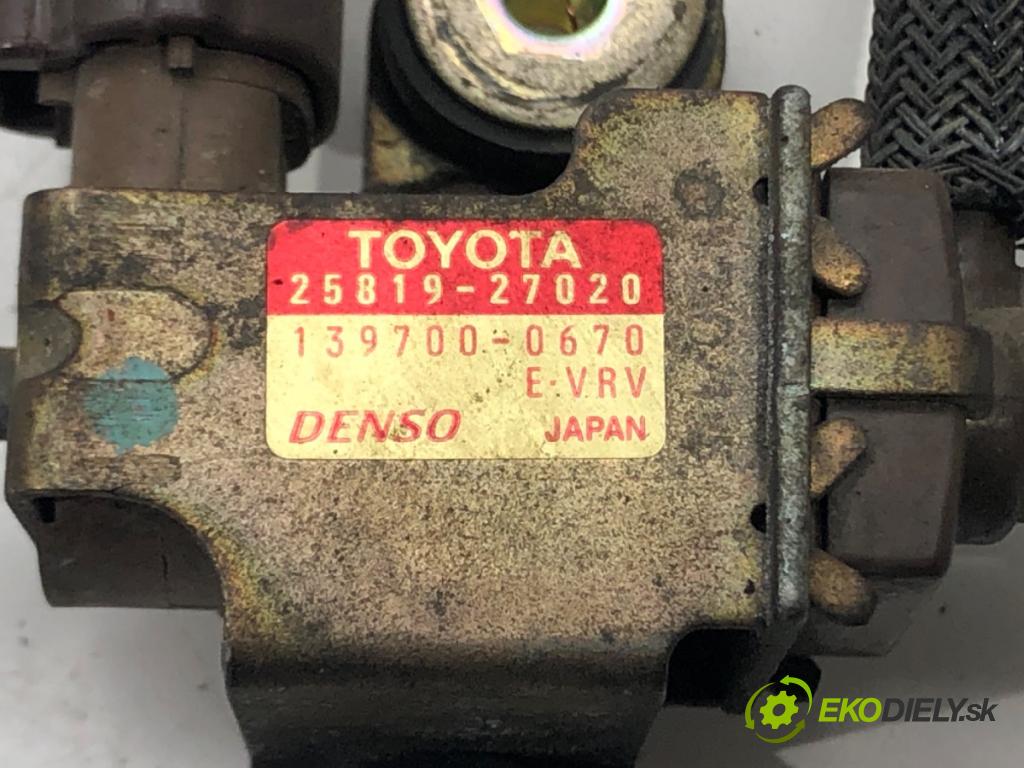 TOYOTA
25819-27020
139700-0670
E·VRV
DENSO JAPAN
EKODIELY.sk